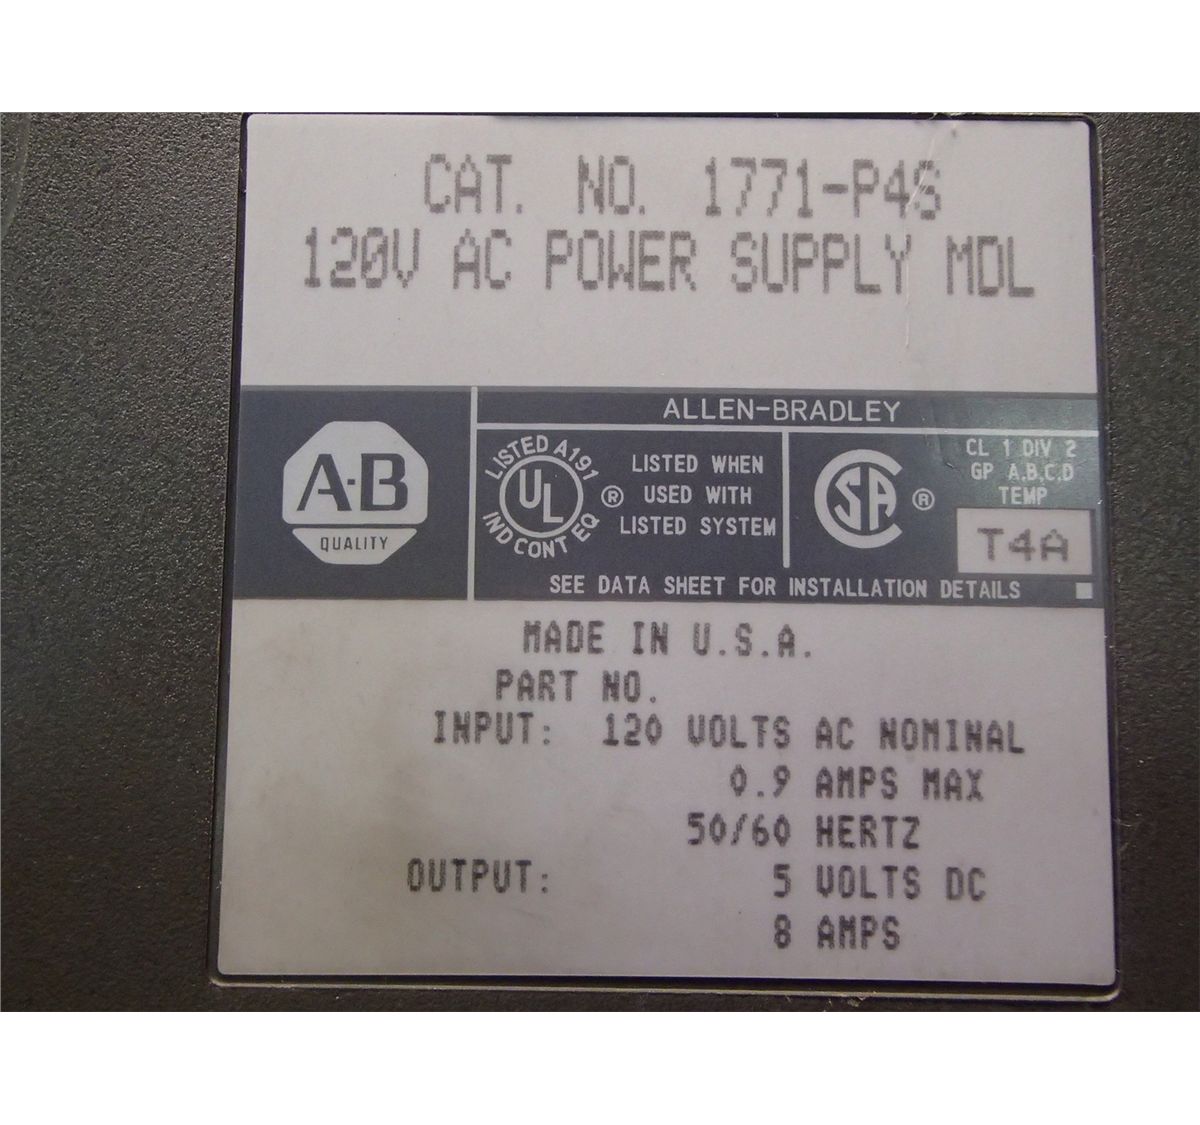 CAT. NO. 1771-P4S
120V AC POWER SUPPLY MDL
ALLEN-BRADLEY
A-B
QUALITY
LISTED A191
UL
IND CONT EQ
®
LISTED WHEN
USED WITH
LISTED SYSTEM
SA
®
CL 1 DIV 2
GP A,B,C,D
TEMP
T4A
SEE DATA SHEET FOR INSTALLATION DETAILS
MADE IN U.S.A.
PART NO.
INPUT: 120 VOLTS AC NOMINAL
0.9 AMPS MAX
50/60 HERTZ
OUTPUT: 5 VOLTS DC
8 AMPS